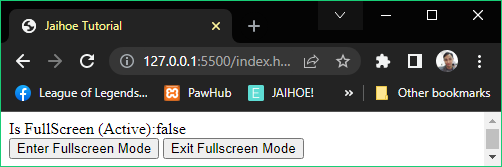 Jaihoe Tutorial
127.0.0.1:5500/index.h...
League of Legends... PawHub JAIHOE! » Other bookmarks
Is FullScreen (Active):false
Enter Fullscreen Mode Exit Fullscreen Mode